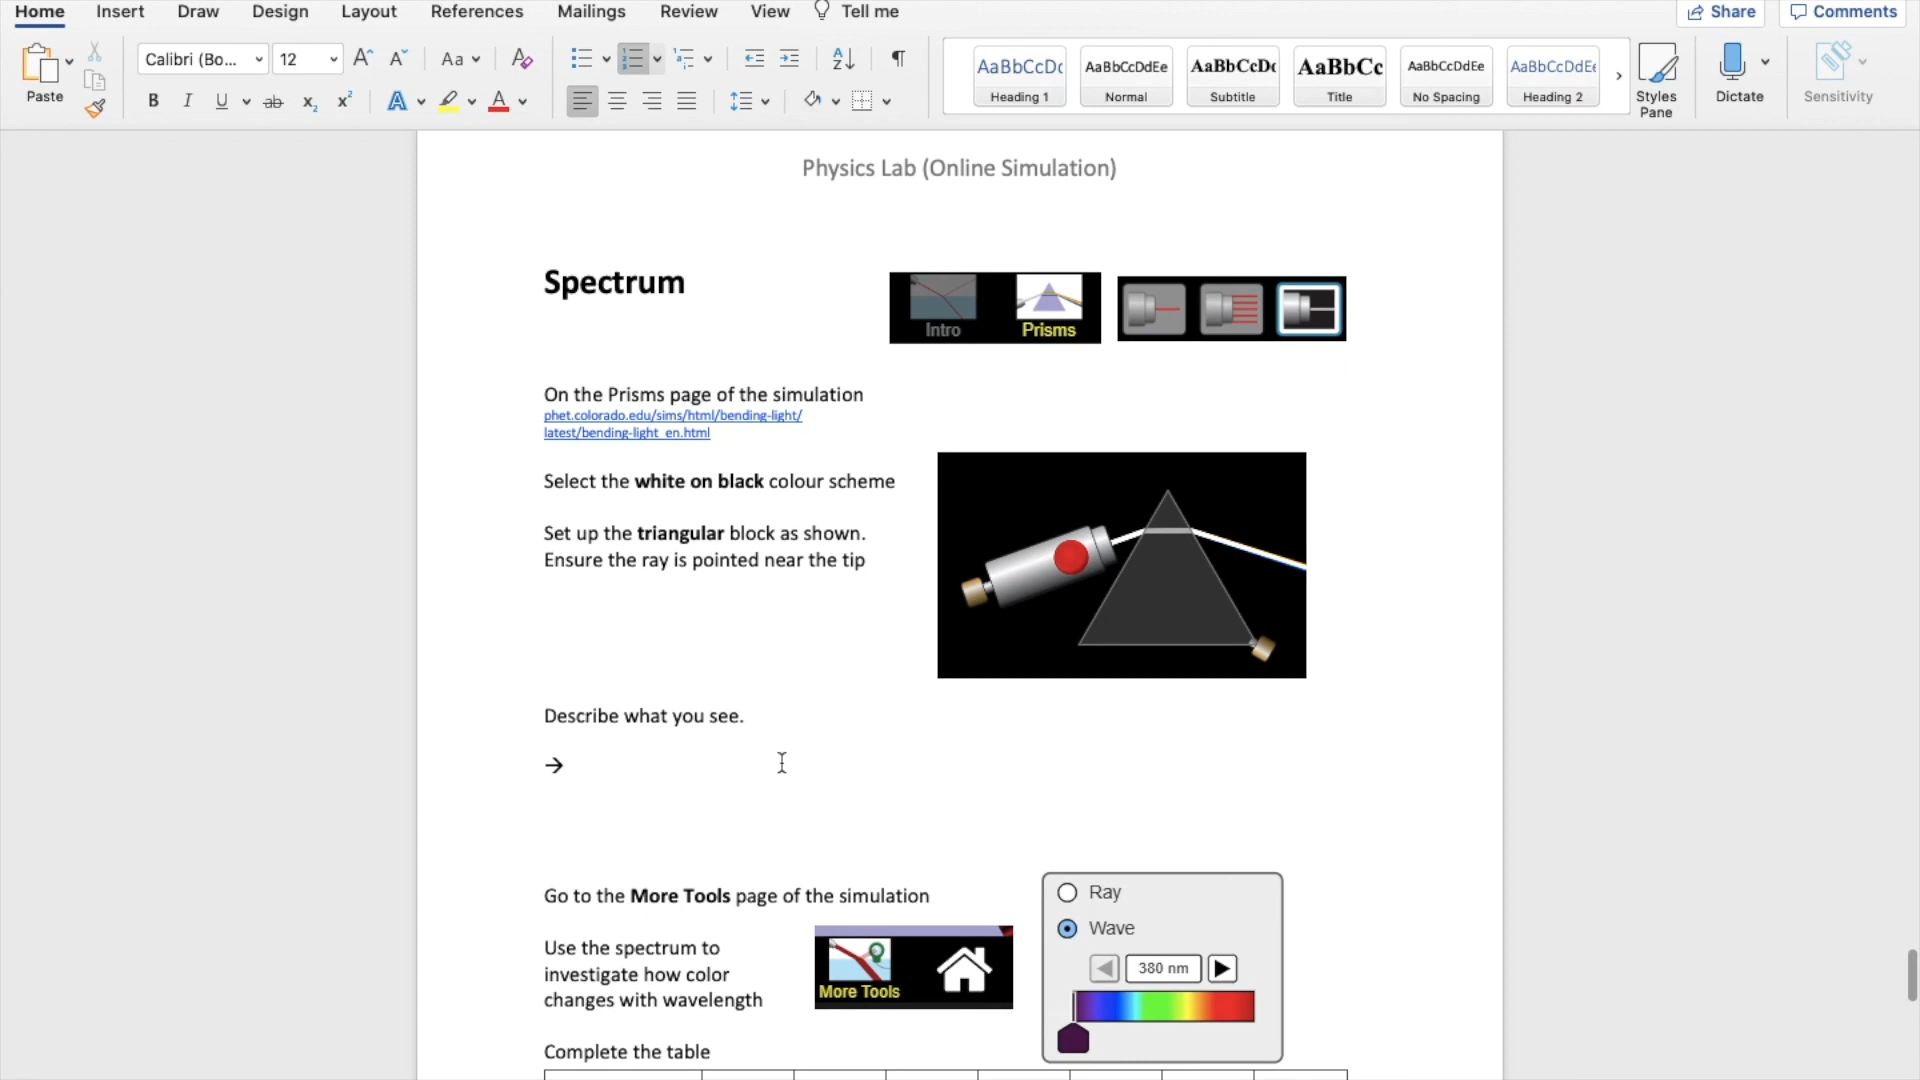 Home Insert Draw Design Layout References Mailings Review View Tell me Share Comments
Calibri (Bo... 12 Aa
Paste
AaBbCcDc AaBbCcDdEe AaBbCcDc AaBbCc AaBbCcDdEe AaBbCcDdEe
Heading 1 Normal Subtitle Title No Spacing Heading 2
Styles Pane Dictate Sensitivity
Physics Lab (Online Simulation)
Spectrum
Intro Prisms
On the Prisms page of the simulation
phet.colorado.edu/sims/html/bending-light/
latest/bending-light_en.html
Select the white on black colour scheme
Set up the triangular block as shown.
Ensure the ray is pointed near the tip
Describe what you see.
→
Go to the More Tools page of the simulation
Use the spectrum to
investigate how color
changes with wavelength
More Tools
Ray
Wave
380 nm
Complete the table